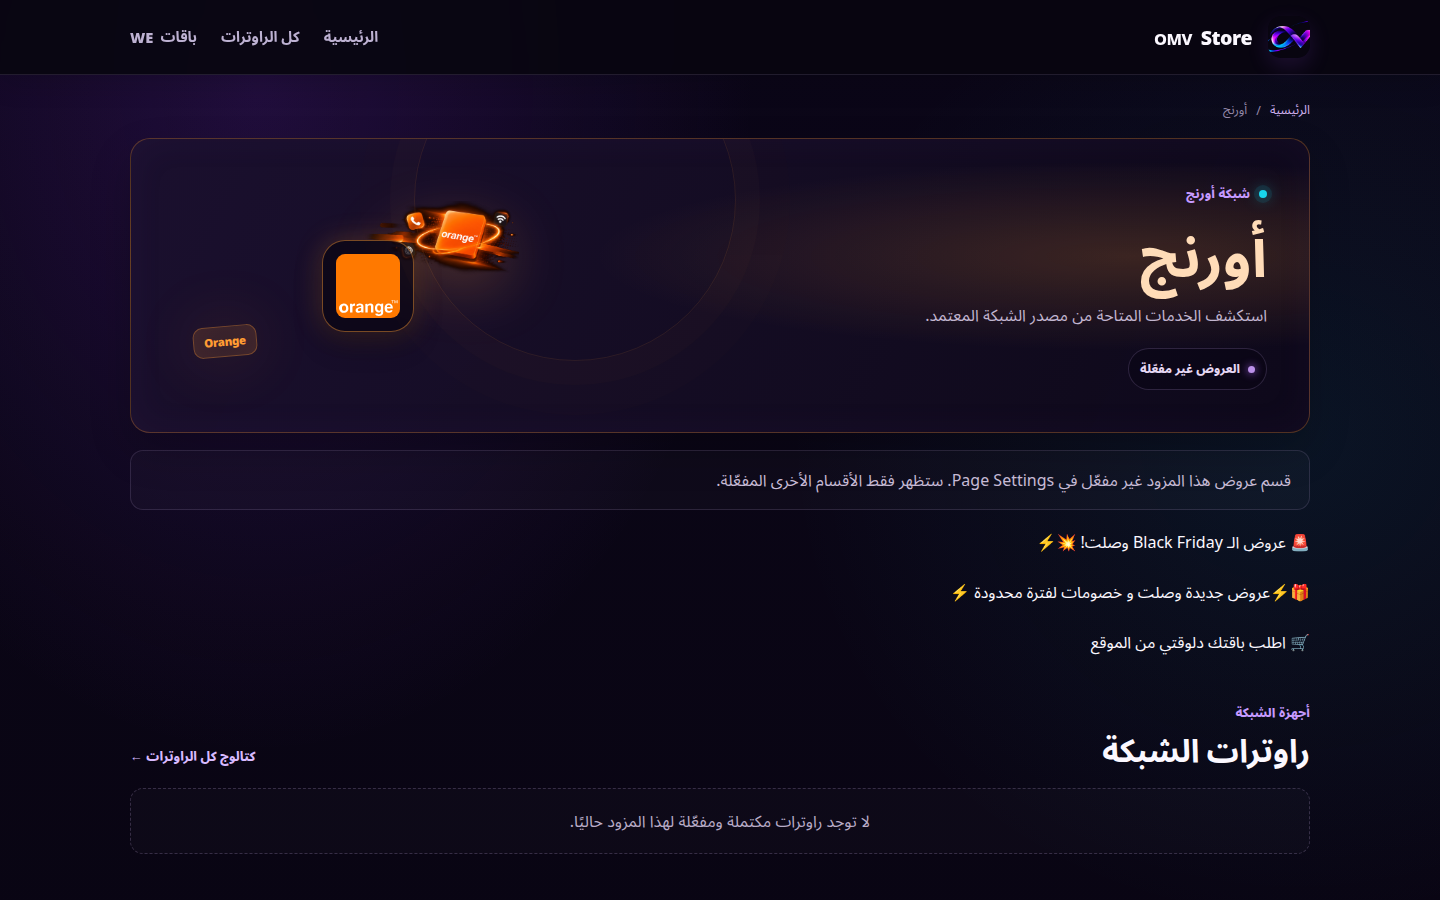 OMV Store
الرئيسية كل الراوترات باقات WE
الرئيسية / أورنج
شبكة أورنج
أورنج
استكشف الخدمات المتاحة من مصدر الشبكة المعتمد.
العروض غير مفعّلة
orange™
orange™
Orange
قسم عروض هذا المزود غير مفعّل في Page Settings. ستظهر فقط الأقسام الأخرى المفعّلة.
🚨 عروض الـ Black Friday وصلت! 💥⚡
🎁⚡عروض جديدة وصلت و خصومات لفترة محدودة ⚡
🛒 اطلب باقتك دلوقتي من الموقع
أجهزة الشبكة
راوترات الشبكة
كتالوج كل الراوترات ←
لا توجد راوترات مكتملة ومفعّلة لهذا المزود حاليًا.